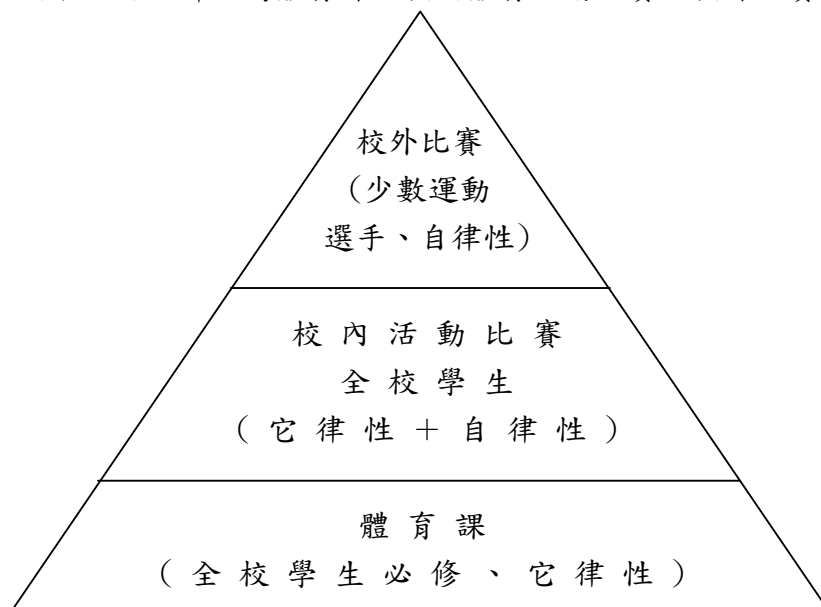 校外比賽
(少數運動
選手、自律性)
校內活動比賽
全校學生
(它律性＋自律性)
體育課
(全校學生必修、它律性)